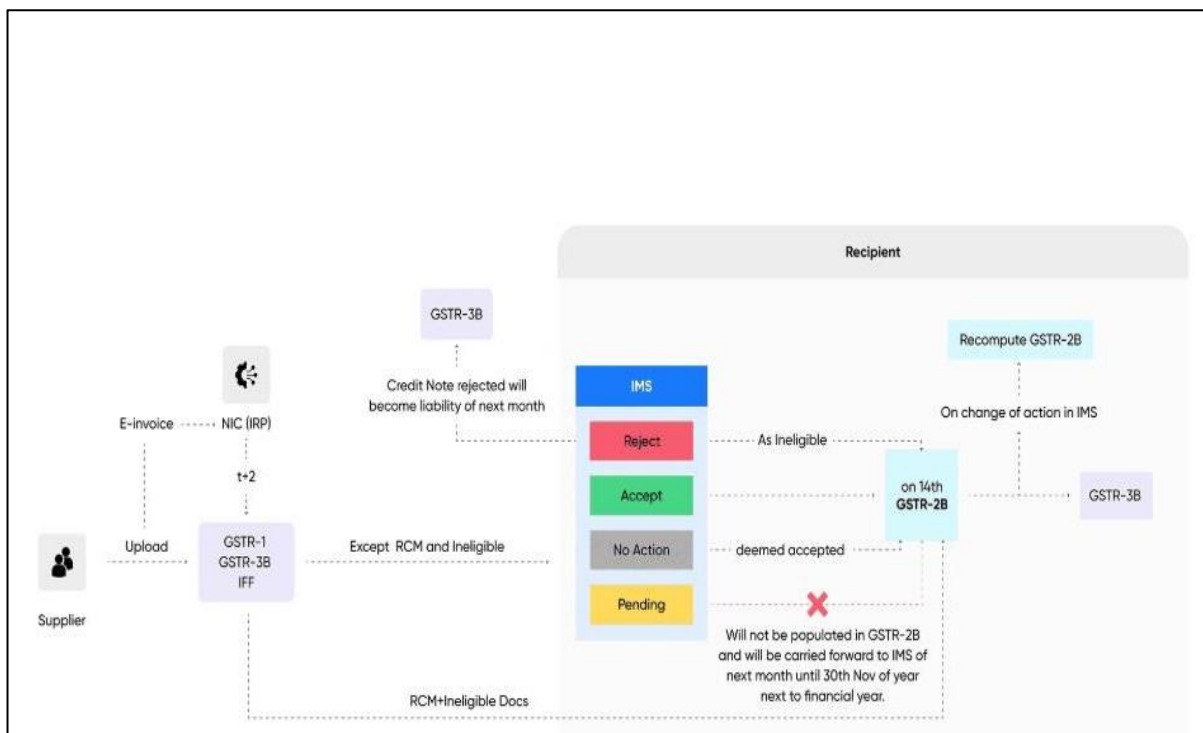 Recipient
GSTR-3B
Recompute GSTR-2B
IMS
Credit Note rejected will
become liability of next month
On change of action in IMS
E-invoice
NIC (IRP)
Reject
As Ineligible
t+2
Accept
on 14th
GSTR-2B
GSTR-3B
Upload
GSTR-1
GSTR-3B
IFF
Except RCM and Ineligible
No Action
deemed accepted
Pending
Supplier
Will not be populated in GSTR-2B
and will be carried forward to IMS of
next month until 30th Nov of year
next to financial year.
RCM+Ineligible Docs